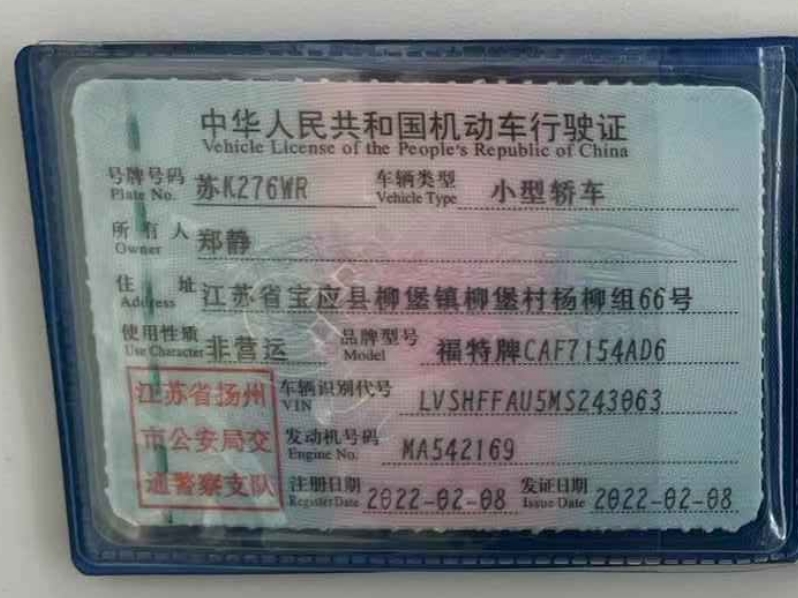 中华人民共和国机动车行驶证
Vehicle License of the People's Republic of China
号牌号码 苏K276WR 车辆类型 小型轿车
Plate No. Vehicle Type
所有人 郑静
Owner
住址 江苏省宝应县柳堡镇柳堡村杨柳组66号
Address
使用性质 非营运 品牌型号 福特牌CAF7154AD6
Use Character Model
江苏省扬州 车辆识别代号 LVSHFFAU5MS243063
VIN
市公安局交 发动机号码 MA542169
Engine No.
通警察支队 注册日期 2022-02-08 发证日期 2022-02-08
Register Date Issue Date